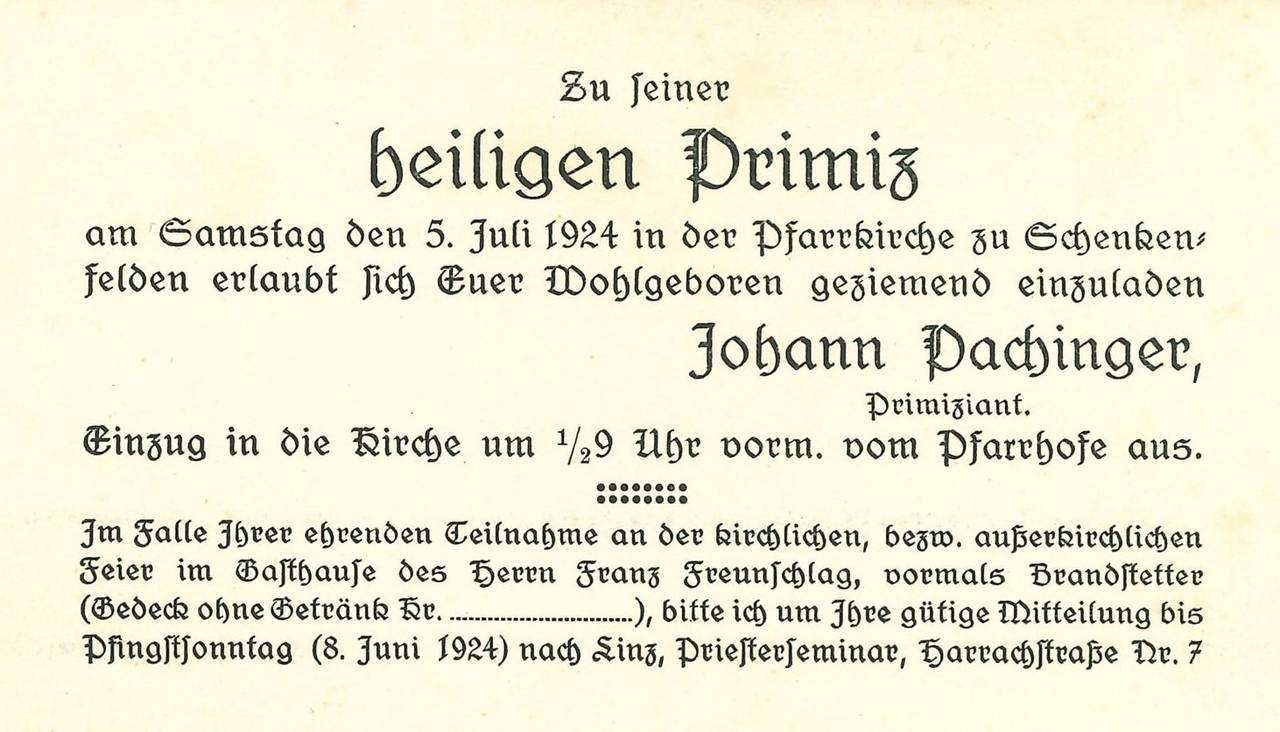 Zu seiner
heiligen Primiz
am Samstag den 5. Juli 1924 in der Pfarrkirche zu Schenken-
felden erlaubt sich Euer Wohlgeboren geziemend einzuladen
Johann Pachinger,
Primiziant.
Einzug in die Kirche um 1/2 9 Uhr vorm. vom Pfarrhofe aus.
Im Falle Ihrer ehrenden Teilnahme an der kirchlichen, bezw. außerkirchlichen
Feier im Gasthause des Herrn Franz Freunschlag, vormals Brandstetter
(Gedeck ohne Getränk Kr. ..............................), bitte ich um Ihre gütige Mitteilung bis
Pfingstsonntag (8. Juni 1924) nach Linz, Priesterseminar, Harrachstraße Nr. 7